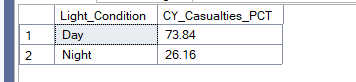 Light_Condition CY_Casualties_PCT
1 Day 73.84
2 Night 26.16